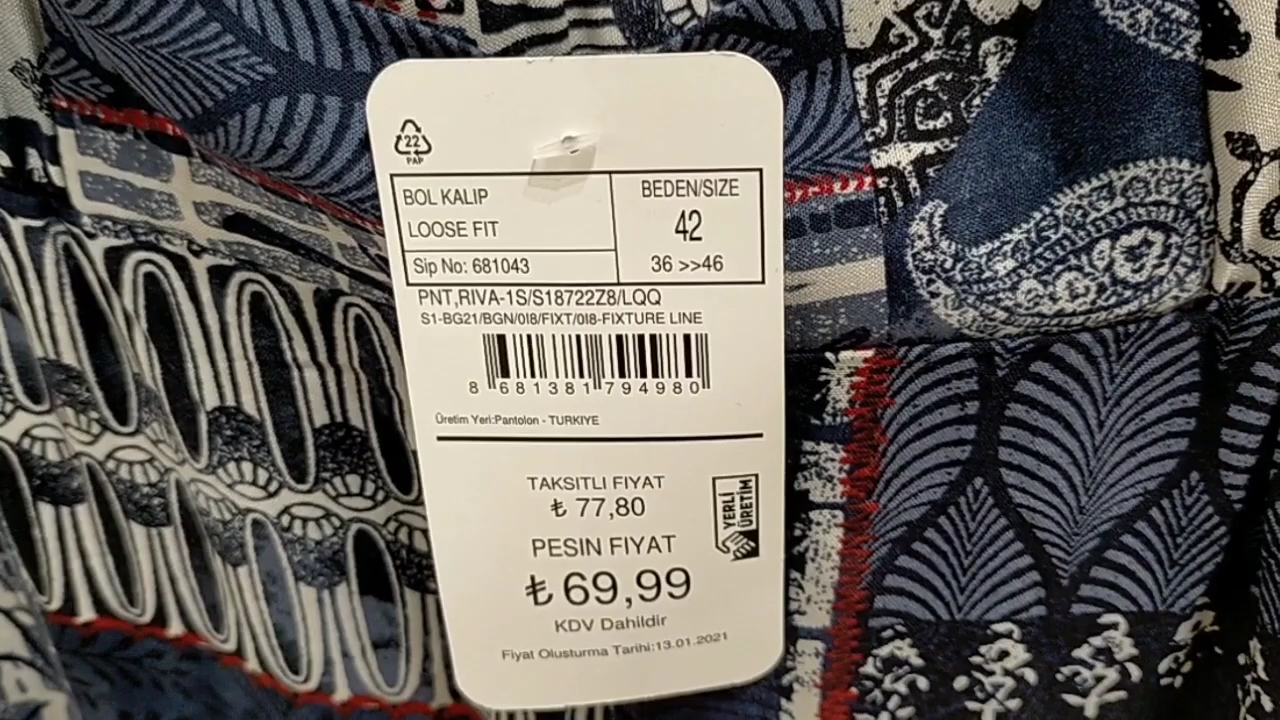 22
PAP
BOL KALIP
LOOSE FIT
Sip No: 681043
BEDEN/SIZE
42
36 >>46
PNT,RIVA-1S/S18722Z8/LQQ
S1-BG21/BGN/0I8/FIXT/0I8-FIXTURE LINE
8 681381 794980
Üretim Yeri:Pantolon - TURKIYE
TAKSITLI FIYAT
₺ 77,80
PESIN FIYAT
₺ 69,99
KDV Dahildir
Fiyat Olusturma Tarihi:13.01.2021
YERLİ
ÜRETİM